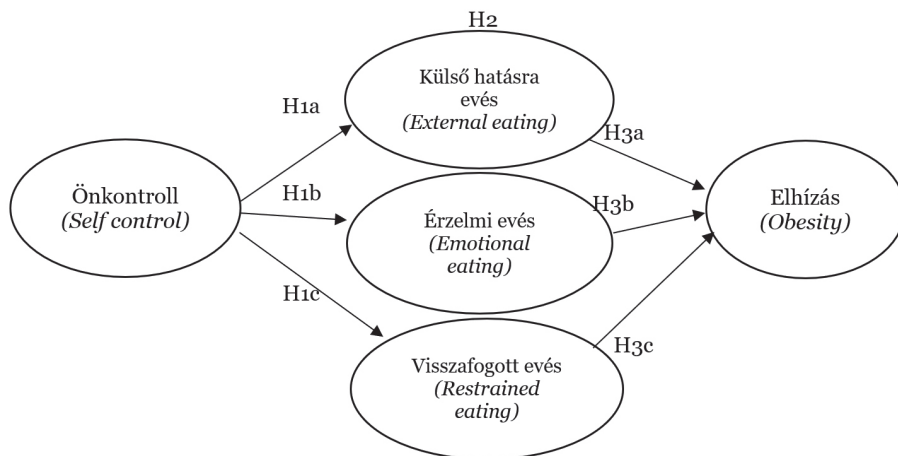 H2
Külső hatásra
evés
(External eating)
H1a
H3a
Önkontroll
(Self control)
H1b
Érzelmi evés
(Emotional
eating)
H3b
Elhízás
(Obesity)
H1c
Visszafogott evés
(Restrained
eating)
H3c